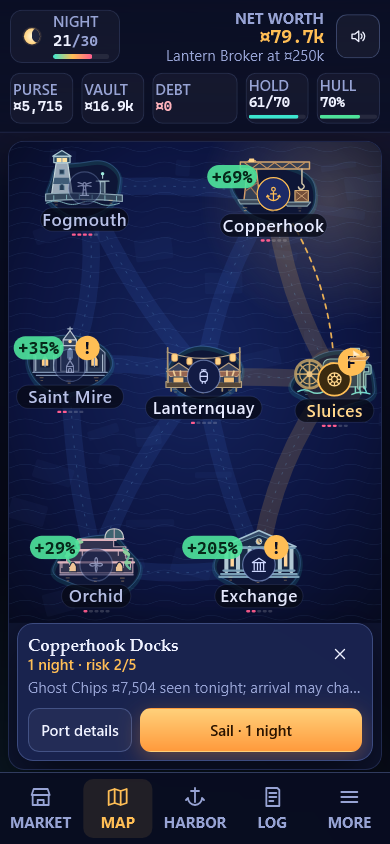 NIGHT
21/30
NET WORTH
¤79.7k
Lantern Broker at ¤250k
PURSE
¤5,715
VAULT
¤16.9k
DEBT
¤0
HOLD
61/70
HULL
70%
Fogmouth
+69%
Copperhook
+35%
!
Saint Mire
Lanternquay
Sluices
+29%
Orchid
+205%
!
Exchange
Copperhook Docks
1 night · risk 2/5
Ghost Chips ¤7,504 seen tonight; arrival may cha...
Port details
Sail · 1 night
MARKET
MAP
HARBOR
LOG
MORE